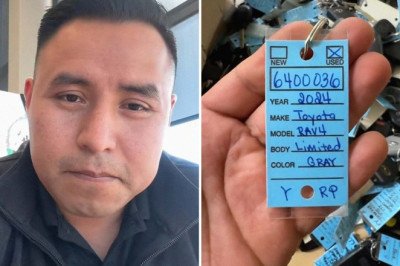 NEW USED
6400036
YEAR 2024
MAKE Toyota
MODEL RAV4
BODY Limited
COLOR GRAY
Y RP